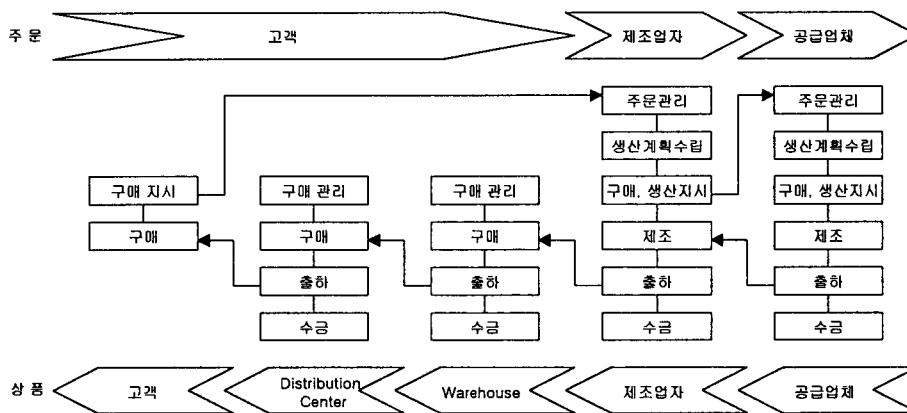 주 문 고객 제조업자 공급업체
주문관리 주문관리
생산계획수립 생산계획수립
구매 지시 구매 관리 구매 관리 구매, 생산지시 구매, 생산지시
구매 구매 구매 제조 제조
출하 출하 출하 출하
수금 수금 수금 수금
상 품 고객 Distribution Center Warehouse 제조업자 공급업체